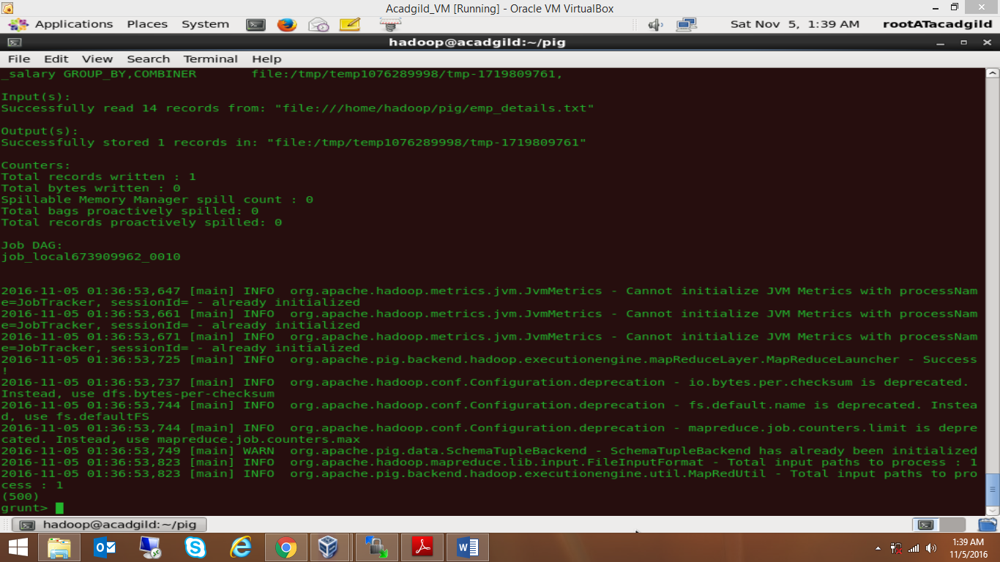 Acadgild_VM [Running] - Oracle VM VirtualBox
Applications Places System Sat Nov 5, 1:39 AM rootATacadgild
hadoop@acadgild:~/pig
File Edit View Search Terminal Help
_salary GROUP_BY,COMBINER file:/tmp/temp1076289998/tmp-1719809761,
Input(s):
Successfully read 14 records from: "file:///home/hadoop/pig/emp_details.txt"
Output(s):
Successfully stored 1 records in: "file:/tmp/temp1076289998/tmp-1719809761"
Counters:
Total records written : 1
Total bytes written : 0
Spillable Memory Manager spill count : 0
Total bags proactively spilled: 0
Total records proactively spilled: 0
Job DAG:
job_local673909962_0010
2016-11-05 01:36:53,647 [main] INFO org.apache.hadoop.metrics.jvm.JvmMetrics - Cannot initialize JVM Metrics with processNam
e=JobTracker, sessionId= - already initialized
2016-11-05 01:36:53,661 [main] INFO org.apache.hadoop.metrics.jvm.JvmMetrics - Cannot initialize JVM Metrics with processNam
e=JobTracker, sessionId= - already initialized
2016-11-05 01:36:53,671 [main] INFO org.apache.hadoop.metrics.jvm.JvmMetrics - Cannot initialize JVM Metrics with processNam
e=JobTracker, sessionId= - already initialized
2016-11-05 01:36:53,725 [main] INFO org.apache.pig.backend.hadoop.executionengine.mapReduceLayer.MapReduceLauncher - Success
!
2016-11-05 01:36:53,737 [main] INFO org.apache.hadoop.conf.Configuration.deprecation - io.bytes.per.checksum is deprecated.
Instead, use dfs.bytes-per-checksum
2016-11-05 01:36:53,744 [main] INFO org.apache.hadoop.conf.Configuration.deprecation - fs.default.name is deprecated. Instea
d, use fs.defaultFS
2016-11-05 01:36:53,744 [main] INFO org.apache.hadoop.conf.Configuration.deprecation - mapreduce.job.counters.limit is depre
cated. Instead, use mapreduce.job.counters.max
2016-11-05 01:36:53,749 [main] WARN org.apache.pig.data.SchemaTupleBackend - SchemaTupleBackend has already been initialized
2016-11-05 01:36:53,823 [main] INFO org.apache.hadoop.mapreduce.lib.input.FileInputFormat - Total input paths to process : 1
2016-11-05 01:36:53,823 [main] INFO org.apache.pig.backend.hadoop.executionengine.util.MapRedUtil - Total input paths to pro
cess : 1
(500)
grunt>
hadoop@acadgild:~/pig
1:39 AM
11/5/2016